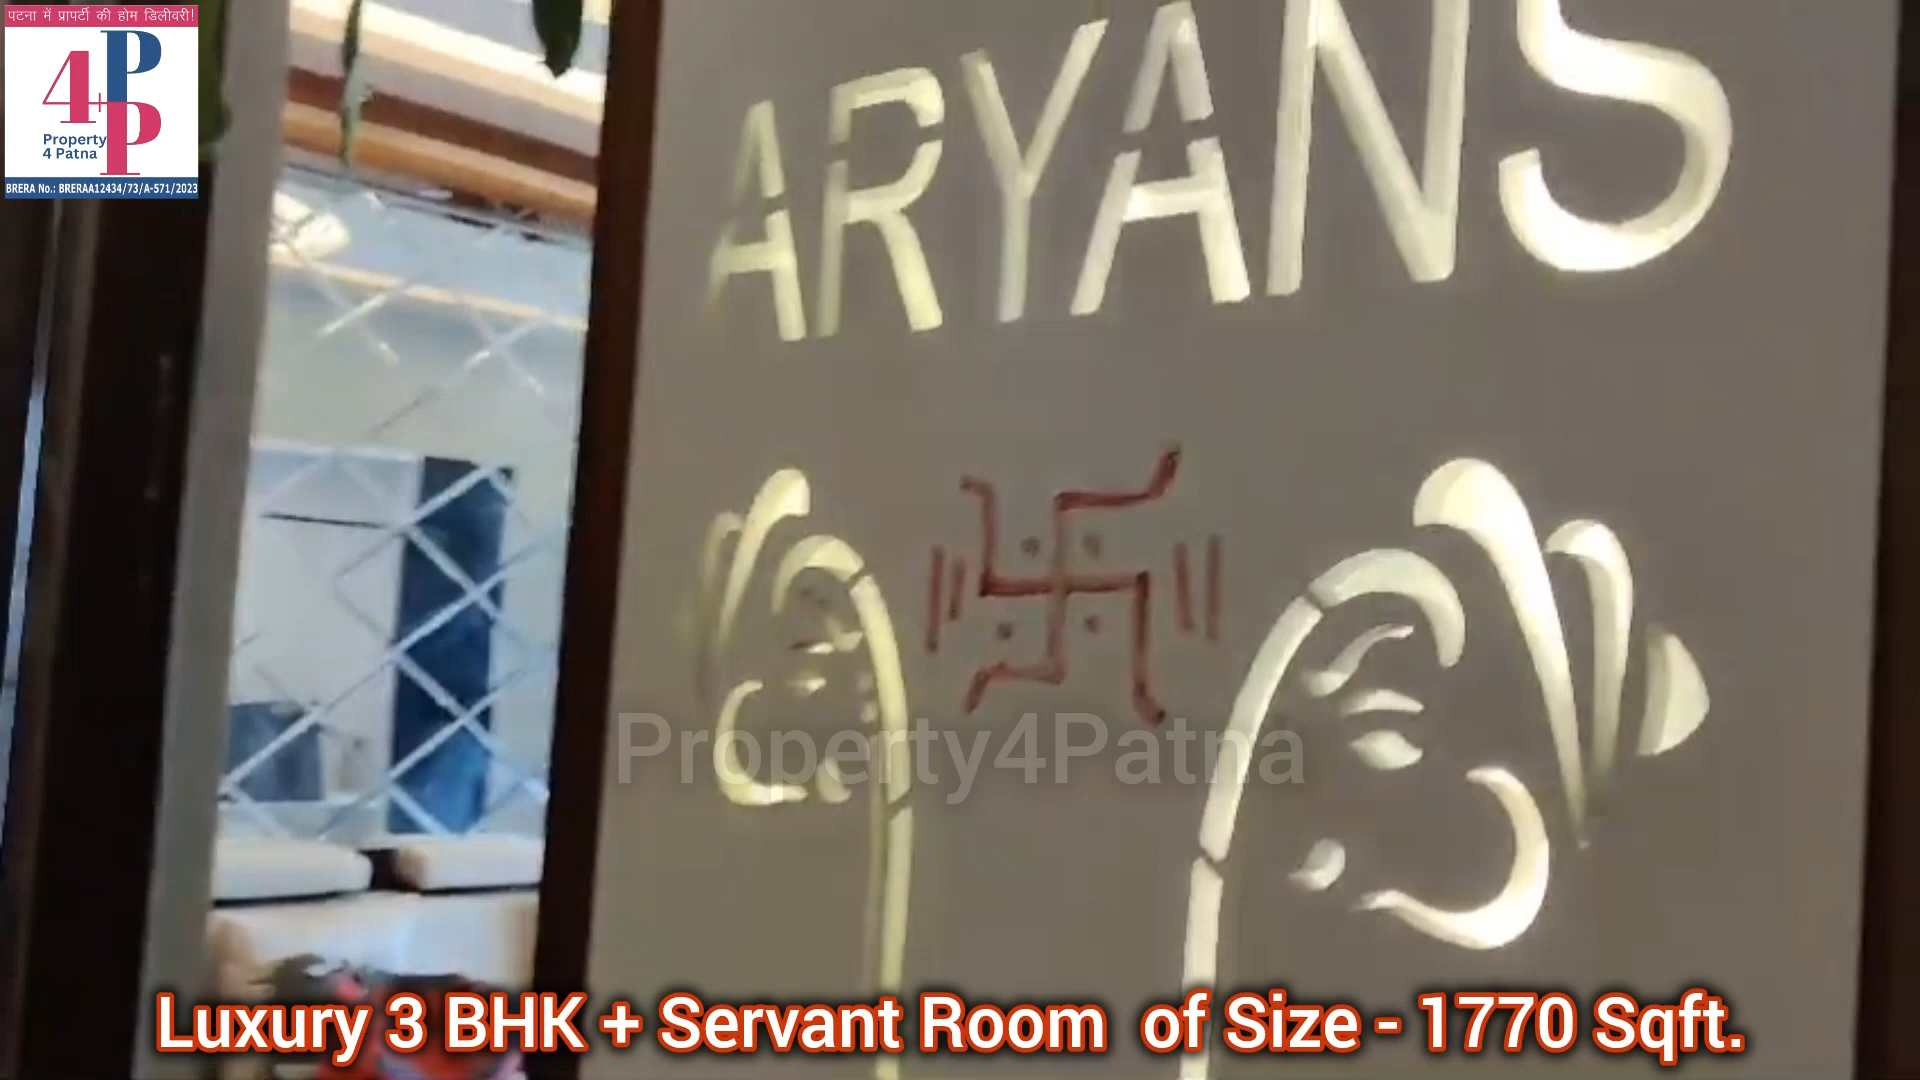 पटना में प्रापर्टी की होम डिलीवरी!
4PP
Property
4 Patna
BRERA No.: BRERAA12434/73/A-571/2023
ARYANS
Property4Patna
Luxury 3 BHK + Servant Room of Size - 1770 Sqft.